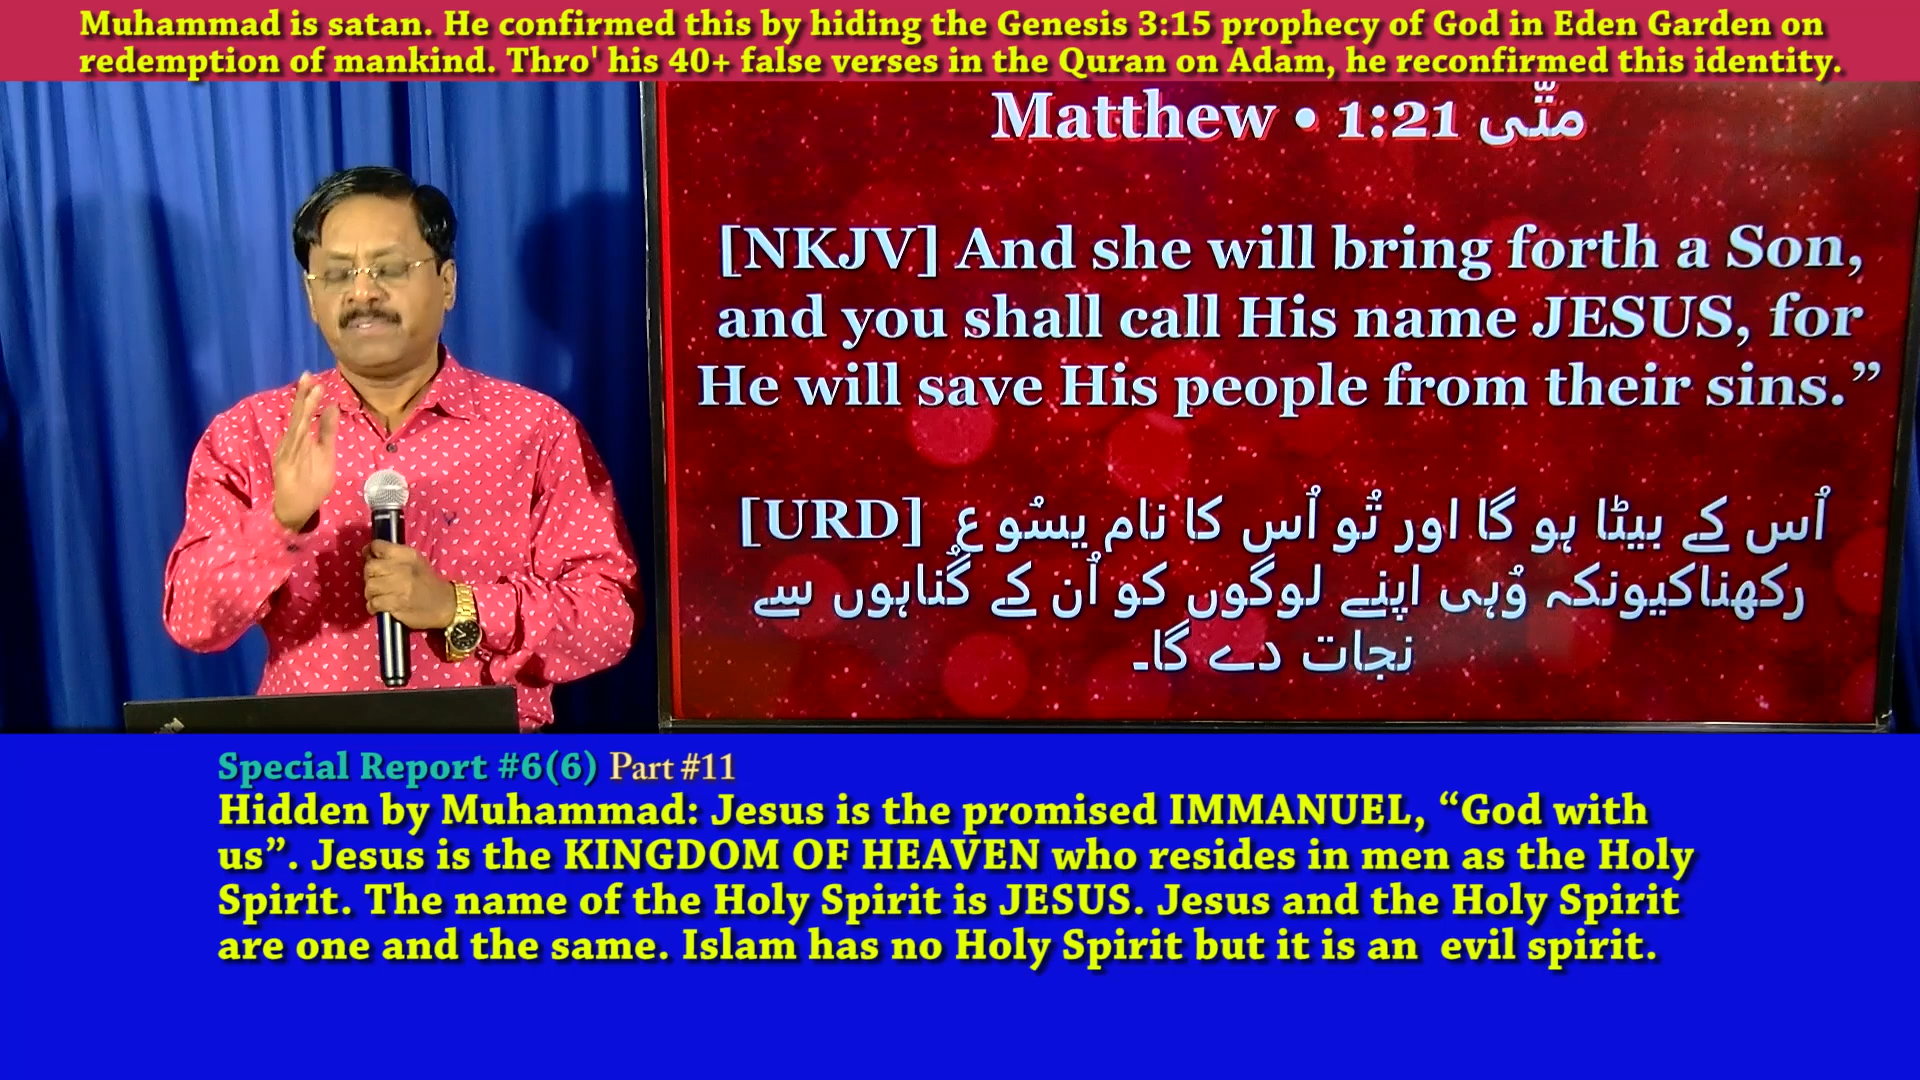 Muhammad is satan. He confirmed this by hiding the Genesis 3:15 prophecy of God in Eden Garden on
redemption of mankind. Thro' his 40+ false verses in the Quran on Adam, he reconfirmed this identity.
Matthew • 1:21 متّی
[NKJV] And she will bring forth a Son,
and you shall call His name JESUS, for
He will save His people from their sins.”
[URD] اُس کے بیٹا ہو گا اور تُو اُس کا نام یسُو ع
رکھناکیونکہ وُہی اپنے لوگوں کو اُن کے گُناہوں سے
نجات دے گا۔
Special Report #6(6) Part #11
Hidden by Muhammad: Jesus is the promised IMMANUEL, “God with
us”. Jesus is the KINGDOM OF HEAVEN who resides in men as the Holy
Spirit. The name of the Holy Spirit is JESUS. Jesus and the Holy Spirit
are one and the same. Islam has no Holy Spirit but it is an  evil spirit.